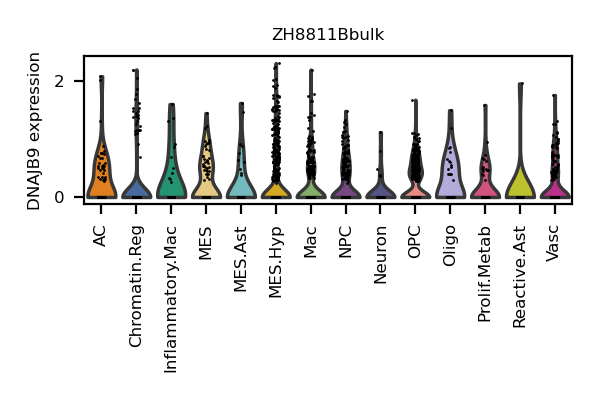 ZH8811Bbulk
DNAJB9 expression
2
0
AC
Chromatin.Reg
Inflammatory.Mac
MES
MES.Ast
MES.Hyp
Mac
NPC
Neuron
OPC
Oligo
Prolif.Metab
Reactive.Ast
Vasc